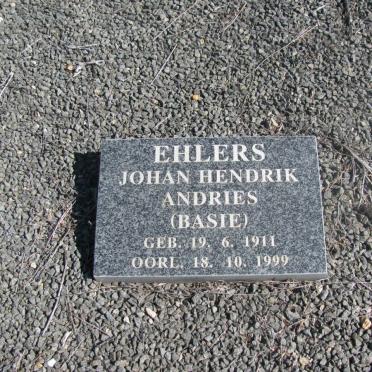 EHLERS
JOHAN HENDRIK
ANDRIES
(BASIE)
GEB. 19. 6. 1911
OORL. 18. 10. 1999